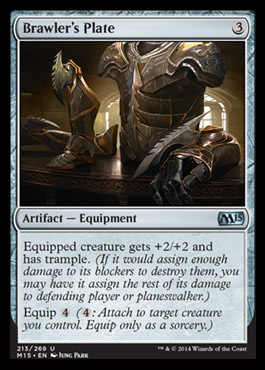 Brawler's Plate 3
M15
Artifact — Equipment
Equipped creature gets +2/+2 and
has trample. (If it would assign enough
damage to its blockers to destroy them, you
may have it assign the rest of its damage
to defending player or planeswalker.)
Equip 4 (4: Attach to target creature
you control. Equip only as a sorcery.)
213/269 U
M15 • EN Jung Park
™ & © 2014 Wizards of the Coast